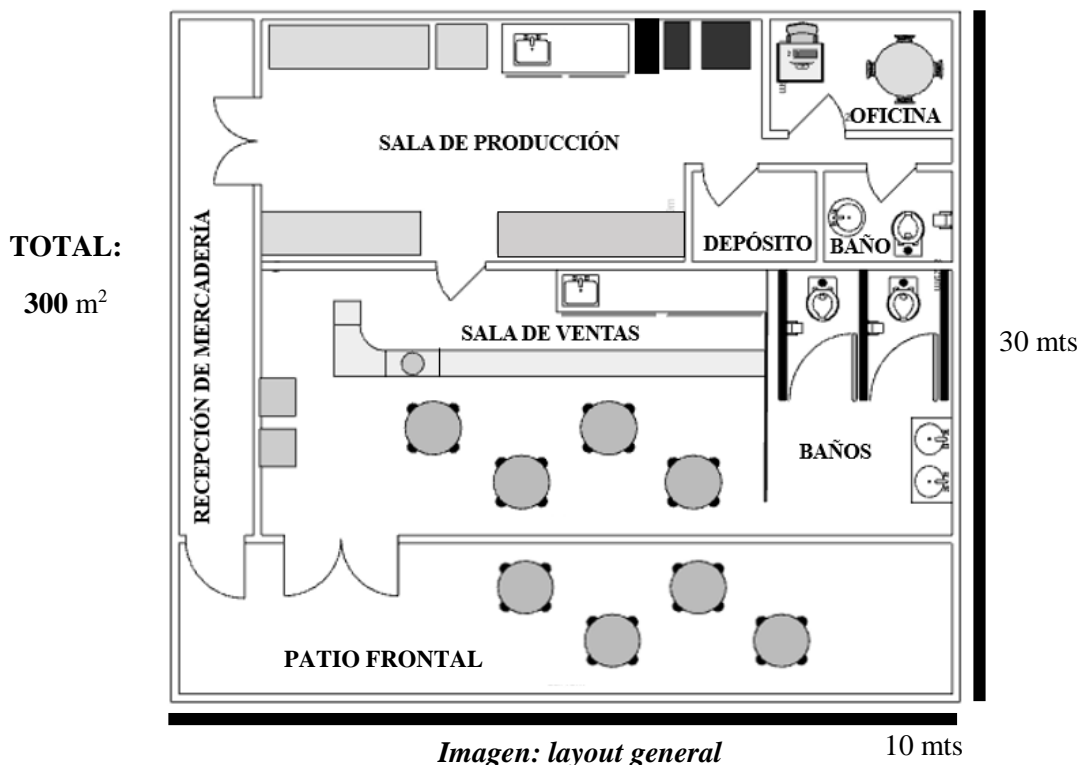 OFICINA
SALA DE PRODUCCIÓN
RECEPCIÓN DE MERCADERÍA
TOTAL:
300 m²
DEPÓSITO
BAÑO
SALA DE VENTAS
30 mts
BAÑOS
PATIO FRONTAL
Imagen: layout general
10 mts